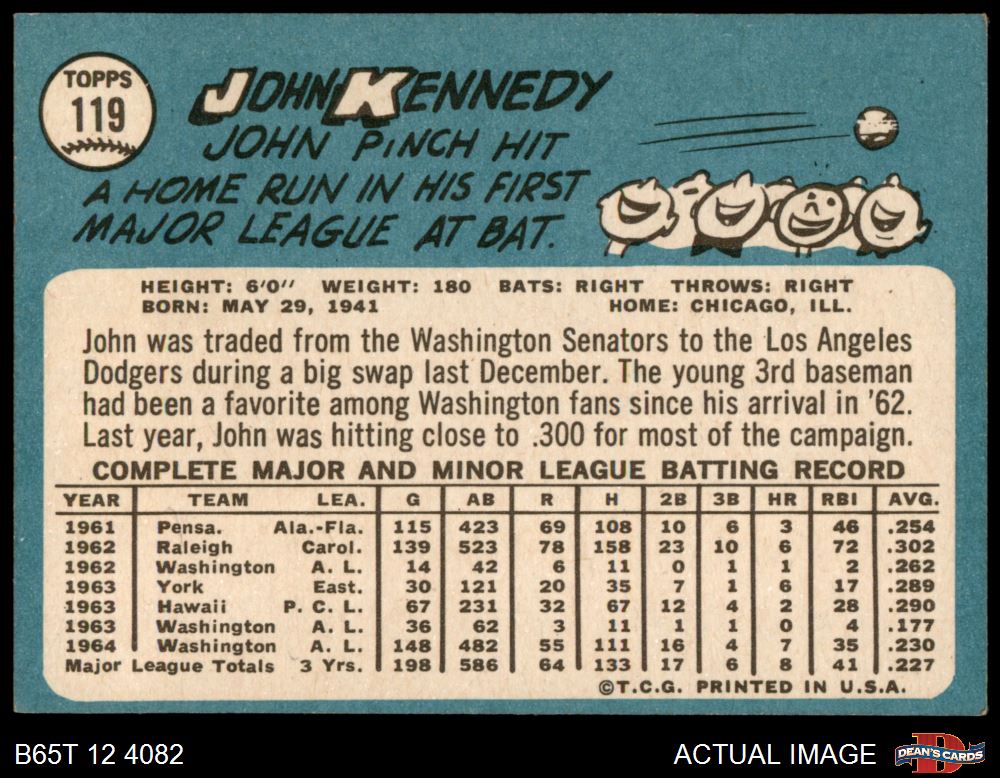 TOPPS
119
JOHN KENNEDY
JOHN PINCH HIT
A HOME RUN IN HIS FIRST
MAJOR LEAGUE AT BAT.
HEIGHT: 6'0" WEIGHT: 180 BATS: RIGHT THROWS: RIGHT
BORN: MAY 29, 1941 HOME: CHICAGO, ILL.
John was traded from the Washington Senators to the Los Angeles
Dodgers during a big swap last December. The young 3rd baseman
had been a favorite among Washington fans since his arrival in '62.
Last year, John was hitting close to .300 for most of the campaign.
COMPLETE MAJOR AND MINOR LEAGUE BATTING RECORD
YEAR TEAM LEA. G AB R H 2B 3B HR RBI AVG.
1961 Pensa. Ala.-Fla. 115 423 69 108 10 6 3 46 .254
1962 Raleigh Carol. 139 523 78 158 23 10 6 72 .302
1962 Washington A. L. 14 42 6 11 0 1 1 2 .262
1963 York East. 30 121 20 35 7 1 6 17 .289
1963 Hawaii P. C. L. 67 231 32 67 12 4 2 28 .290
1963 Washington A. L. 36 62 3 11 1 1 0 4 .177
1964 Washington A. L. 148 482 55 111 16 4 7 35 .230
Major League Totals 3 Yrs. 198 586 64 133 17 6 8 41 .227
©T.C.G. PRINTED IN U.S.A.
B65T 12 4082 ACTUAL IMAGE
DEAN'S CARDS